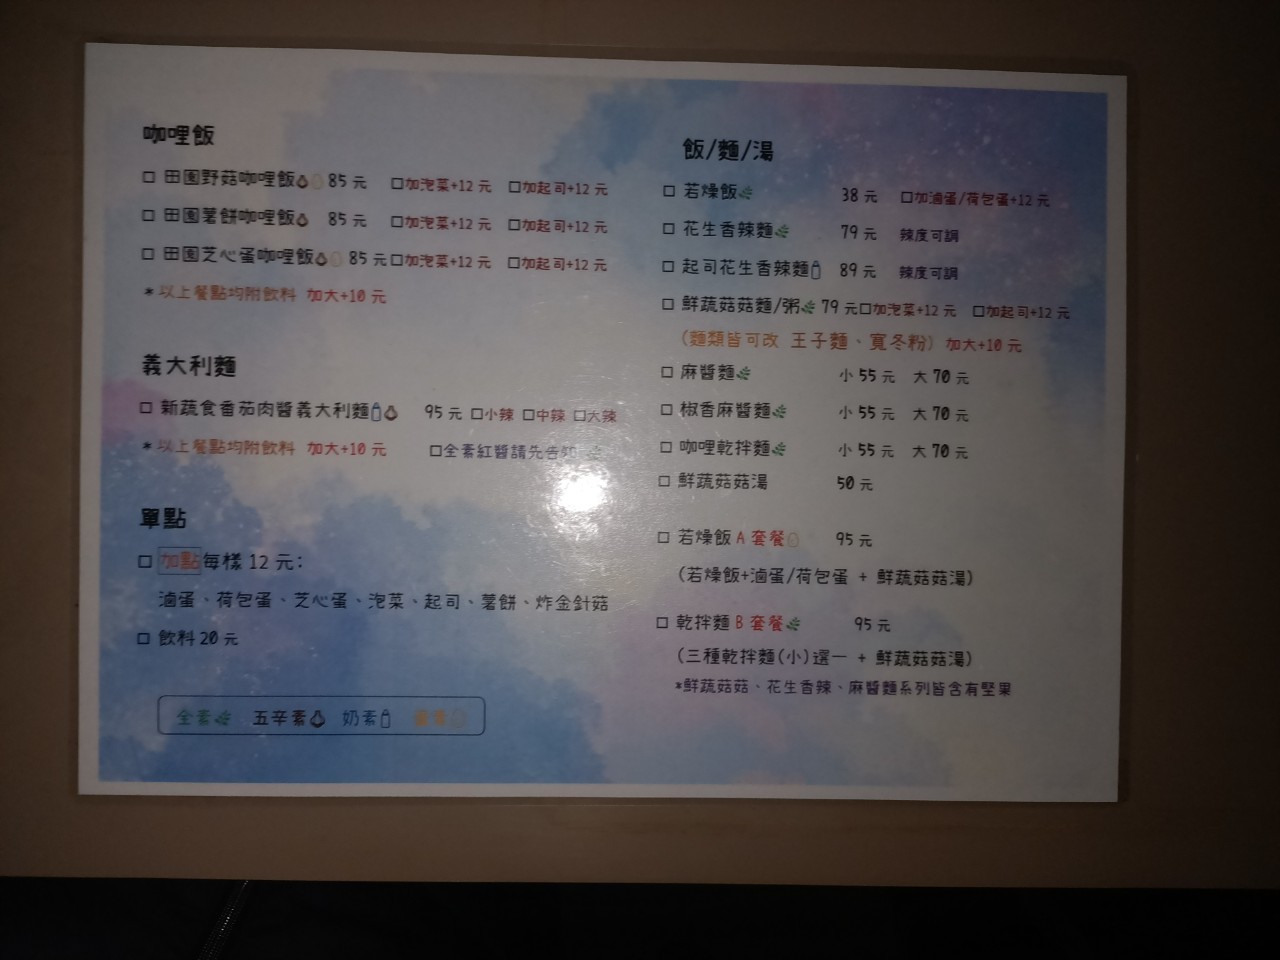 咖哩飯
□ 田園野菇咖哩飯 85 元 □加泡菜+12 元 □加起司+12 元
□ 田園薯餅咖哩飯 85 元 □加泡菜+12 元 □加起司+12 元
□ 田園芝心蛋咖哩飯 85 元 □加泡菜+12 元 □加起司+12 元
*以上餐點均附飲料 加大+10 元
義大利麵
□ 新蔬食番茄肉醬義大利麵 95 元 □小辣 □中辣 □大辣
*以上餐點均附飲料 加大+10 元 □全素紅醬請先告知
單點
□ 加點每樣 12 元:
滷蛋、荷包蛋、芝心蛋、泡菜、起司、薯餅、炸金針菇
□ 飲料 20 元
全素 五辛素 奶素 蛋素
飯/麵/湯
□ 若燥飯 38 元 □加滷蛋/荷包蛋+12 元
□ 花生香辣麵 79 元 辣度可調
□ 起司花生香辣麵 89 元 辣度可調
□ 鮮蔬菇菇麵/粥 79 元 □加泡菜+12 元 □加起司+12 元
(麵類皆可改 王子麵、寬冬粉) 加大+10 元
□ 麻醬麵 小 55 元 大 70 元
□ 椒香麻醬麵 小 55 元 大 70 元
□ 咖哩乾拌麵 小 55 元 大 70 元
□ 鮮蔬菇菇湯 50 元
□ 若燥飯 A 套餐 95 元
(若燥飯+滷蛋/荷包蛋 + 鮮蔬菇菇湯)
□ 乾拌麵 B 套餐 95 元
(三種乾拌麵(小)選一 + 鮮蔬菇菇湯)
*鮮蔬菇菇、花生香辣、麻醬麵系列皆含有堅果